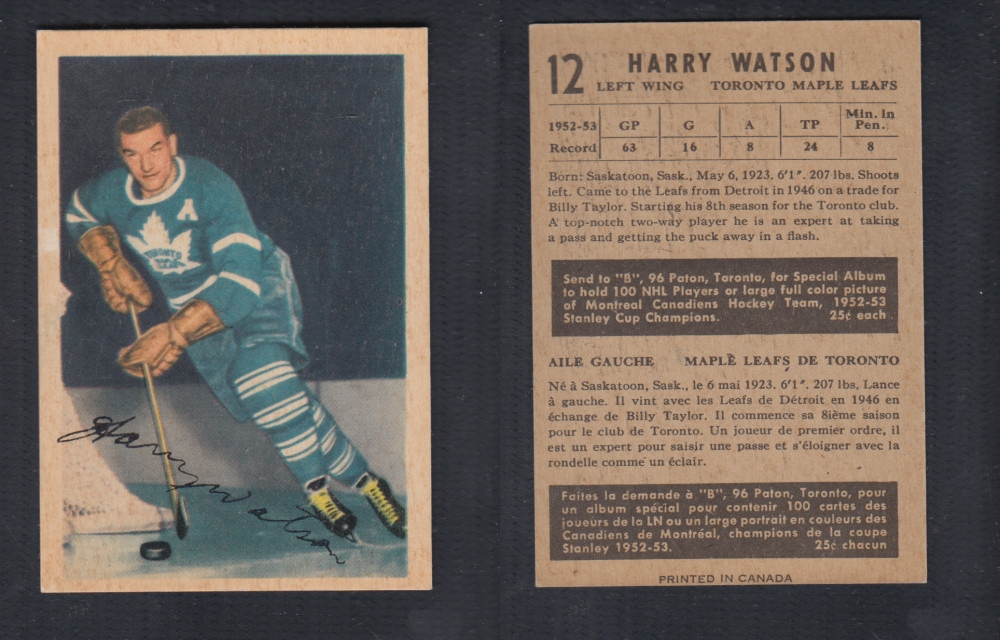 A
TORONTO
Harry Watson
12 HARRY WATSON
LEFT WING TORONTO MAPLE LEAFS
1952-53 GP G A TP Min. in Pen.
Record 63 16 8 24 8
Born: Saskatoon, Sask., May 6, 1923. 6'1". 207 lbs. Shoots
left. Came to the Leafs from Detroit in 1946 on a trade for
Billy Taylor. Starting his 8th season for the Toronto club.
A top-notch two-way player he is an expert at taking
a pass and getting the puck away in a flash.
Send to "B", 96 Paton, Toronto, for Special Album
to hold 100 NHL Players or large full color picture
of Montreal Canadiens Hockey Team, 1952-53
Stanley Cup Champions. 25¢ each
AILE GAUCHE MAPLE LEAFS DE TORONTO
Né à Saskatoon, Sask., le 6 mai 1923. 6'1". 207 lbs, Lance
à gauche. Il vint avec les Leafs de Détroit en 1946 en
échange de Billy Taylor. Il commence sa 8ième saison
pour le club de Toronto. Un joueur de premier ordre, il
est un expert pour saisir une passe et s'éloigner avec la
rondelle comme un éclair.
Faites la demande à "B", 96 Paton, Toronto, pour
un album spécial pour contenir 100 cartes des
joueurs de la LN ou un large portrait en couleurs des
Canadiens de Montréal, champions de la coupe
Stanley 1952-53. 25¢ chacun
PRINTED IN CANADA